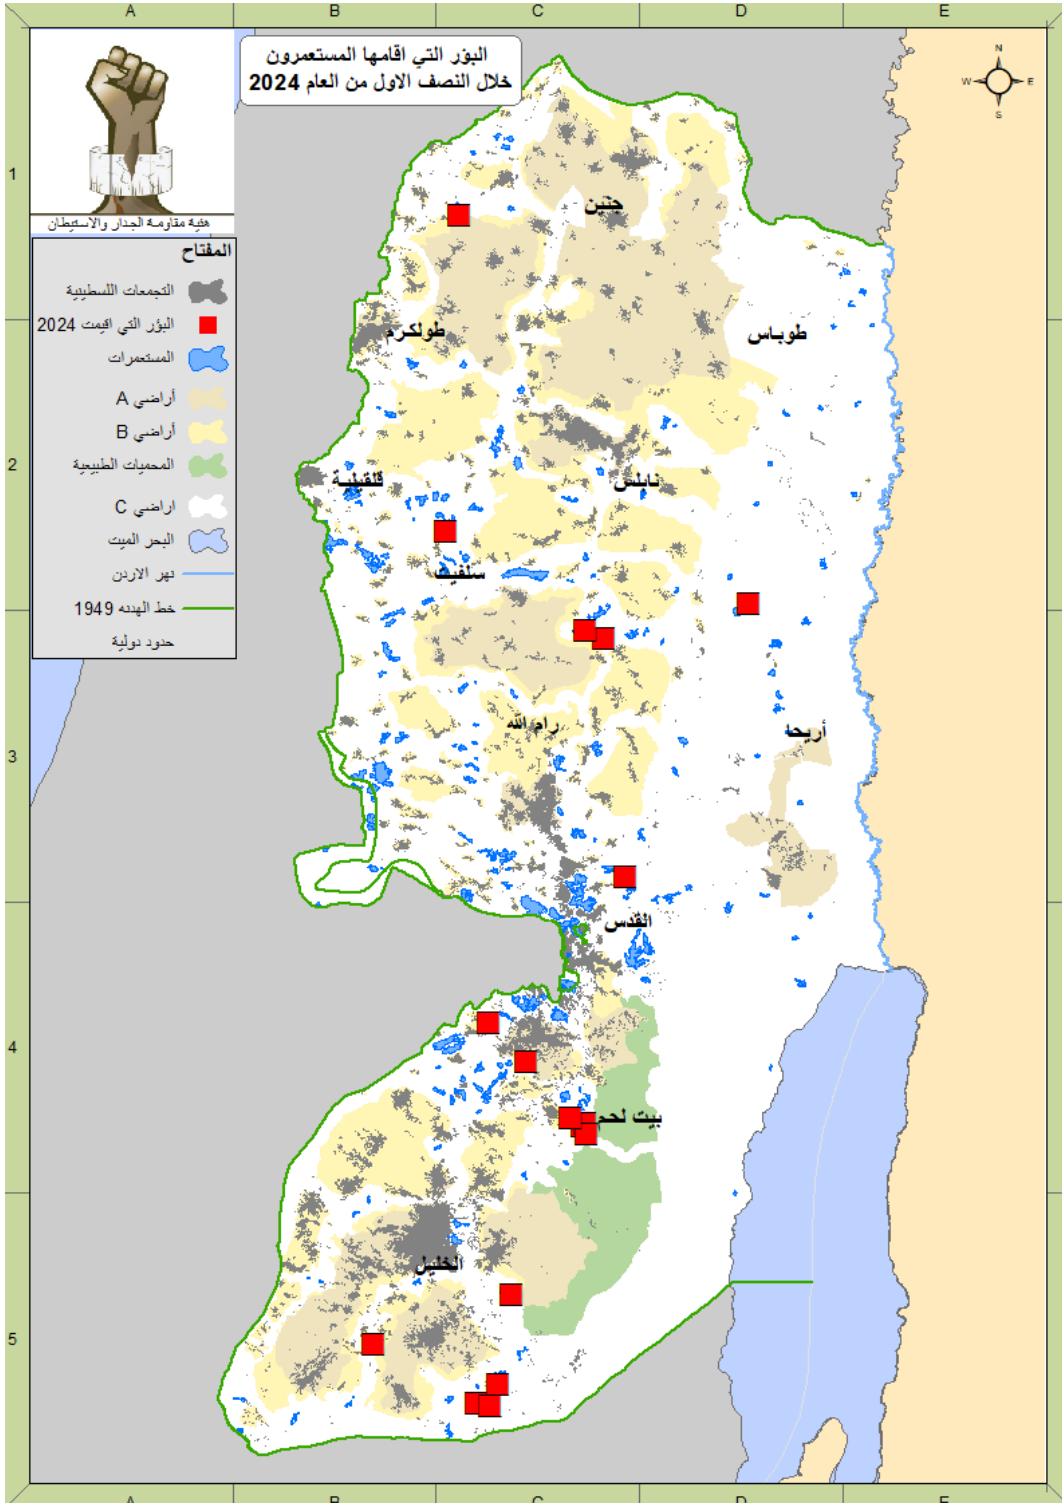 A B C D E
البؤر التي اقامها المستعمرون
خلال النصف الاول من العام 2024
N
W E
S
هئية مقاومة الجدار والاستيطان
المفتاح
التجمعات اللسطينية
البؤر التي اقيمت 2024
المستعمرات
أراضي A
أراضي B
المحميات الطبيعية
اراضي C
البحر الميت
نهر الاردن
خط الهدنه 1949
حدود دولية
1
جنين
طولكرم
طوباس
2
قلقيلية
نابلس
سلفيت
رام الله
أريحا
3
القدس
4
بيت لحم
الخليل
5
A B C D E